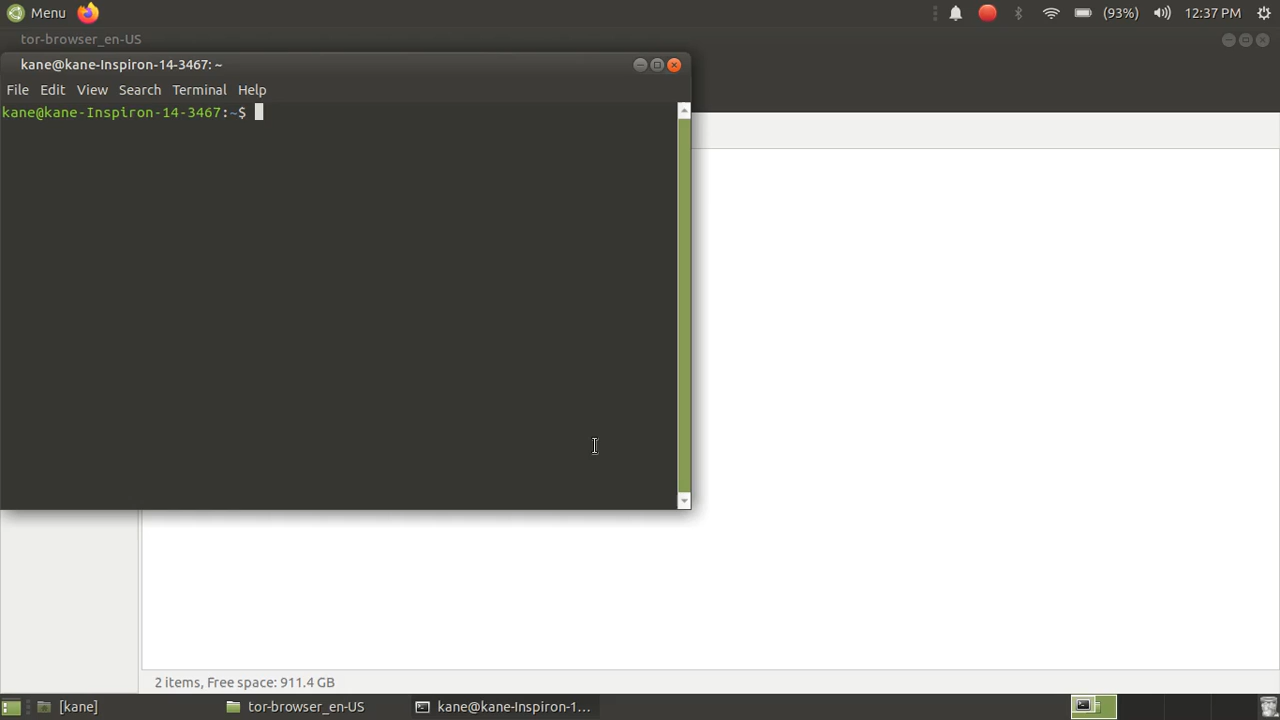 Menu (93%) 12:37 PM
tor-browser_en-US
kane@kane-Inspiron-14-3467: ~
File Edit View Search Terminal Help
kane@kane-Inspiron-14-3467:~$
2 items, Free space: 911.4 GB
[kane] tor-browser_en-US kane@kane-Inspiron-1...